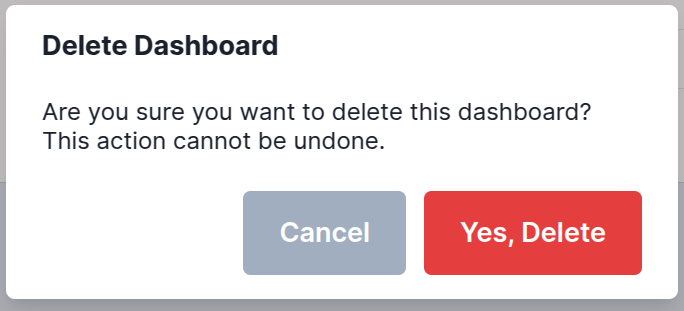 Delete Dashboard
Are you sure you want to delete this dashboard?
This action cannot be undone.
Cancel
Yes, Delete